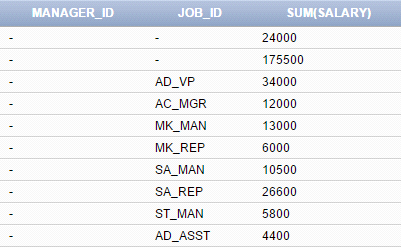 MANAGER_ID JOB_ID SUM(SALARY)
- - 24000
- - 175500
- AD_VP 34000
- AC_MGR 12000
- MK_MAN 13000
- MK_REP 6000
- SA_MAN 10500
- SA_REP 26600
- ST_MAN 5800
- AD_ASST 4400